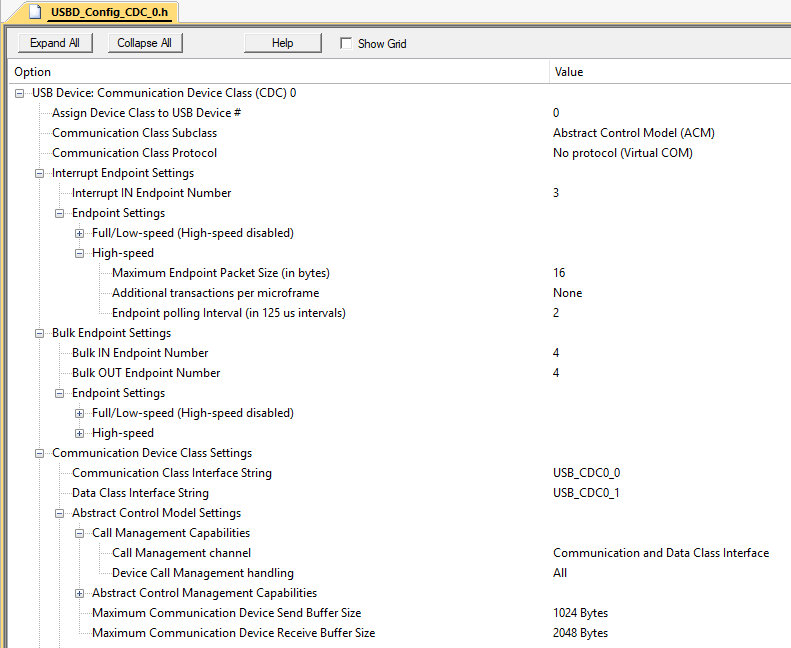 USBD_Config_CDC_0.h
Expand All Collapse All Help Show Grid
Option Value
USB Device: Communication Device Class (CDC) 0
Assign Device Class to USB Device # 0
Communication Class Subclass Abstract Control Model (ACM)
Communication Class Protocol No protocol (Virtual COM)
Interrupt Endpoint Settings
Interrupt IN Endpoint Number 3
Endpoint Settings
Full/Low-speed (High-speed disabled)
High-speed
Maximum Endpoint Packet Size (in bytes) 16
Additional transactions per microframe None
Endpoint polling Interval (in 125 us intervals) 2
Bulk Endpoint Settings
Bulk IN Endpoint Number 4
Bulk OUT Endpoint Number 4
Endpoint Settings
Full/Low-speed (High-speed disabled)
High-speed
Communication Device Class Settings
Communication Class Interface String USB_CDC0_0
Data Class Interface String USB_CDC0_1
Abstract Control Model Settings
Call Management Capabilities
Call Management channel Communication and Data Class Interface
Device Call Management handling All
Abstract Control Management Capabilities
Maximum Communication Device Send Buffer Size 1024 Bytes
Maximum Communication Device Receive Buffer Size 2048 Bytes